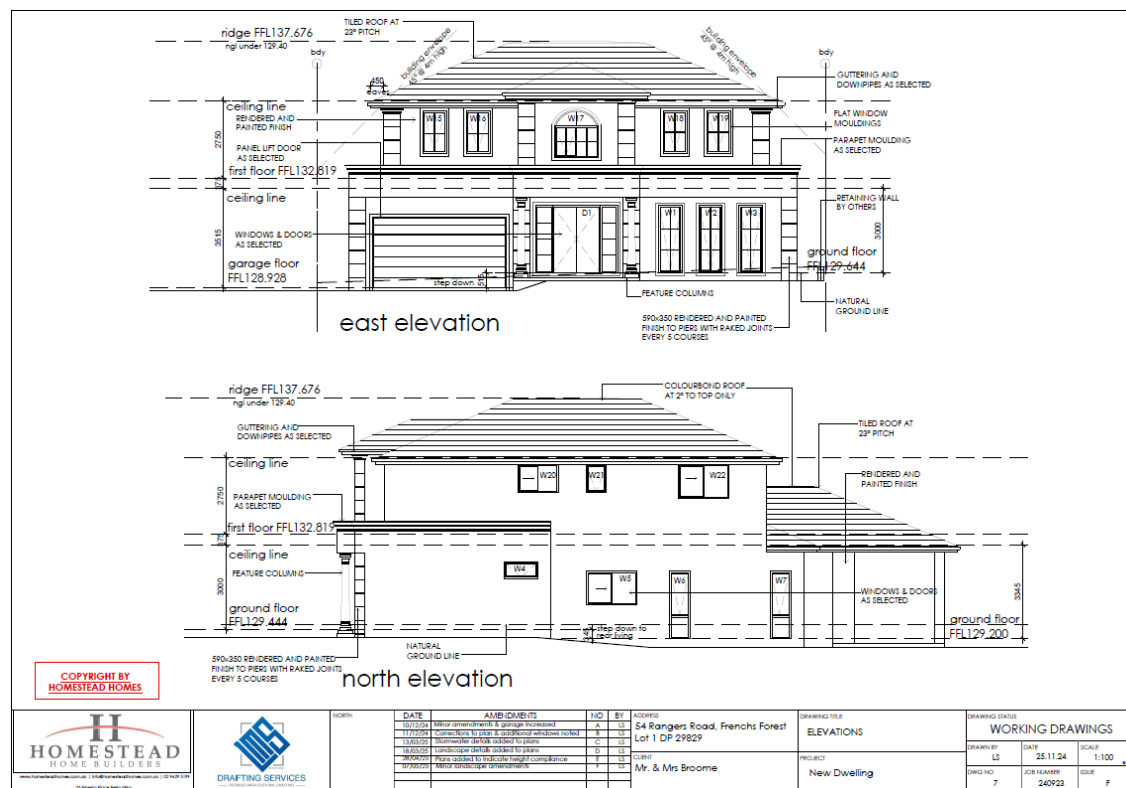 ridge FFL137.676
ngl under 129.40
TILED ROOF AT
23° PITCH
building envelope
45° @ 4m high
building envelope
45° @ 4m high
bdy
bdy
450
eaves
GUTTERING AND
DOWNPIPES AS SELECTED
ceiling line
RENDERED AND
PAINTED FINISH
W15
W16
W17
W18
W19
FLAT WINDOW
MOULDINGS
2750
PANEL LIFT DOOR
AS SELECTED
PARAPET MOULDING
AS SELECTED
first floor FFL132.819
375
ceiling line
RETAINING WALL
BY OTHERS
D1
W1
W2
W3
3515
WINDOWS & DOORS
AS SELECTED
3000
garage floor
FFL128.928
ground floor
FFL129.644
step down
515
FEATURE COLUMNS
NATURAL
GROUND LINE
590x350 RENDERED AND PAINTED
FINISH TO PIERS WITH RAKED JOINTS
EVERY 5 COURSES
east elevation
ridge FFL137.676
ngl under 129.40
COLOURBOND ROOF
AT 2° TO TOP ONLY
GUTTERING AND
DOWNPIPES AS SELECTED
TILED ROOF AT
23° PITCH
ceiling line
RENDERED AND
PAINTED FINISH
W20
W21
W22
2750
PARAPET MOULDING
AS SELECTED
first floor FFL132.819
375
ceiling line
FEATURE COLUMNS
W4
W5
W6
W7
3000
WINDOWS & DOORS
AS SELECTED
3345
ground floor
FFL129.444
step down to
rear living
345
ground floor
FFL129.200
NATURAL
GROUND LINE
590x350 RENDERED AND PAINTED
FINISH TO PIERS WITH RAKED JOINTS
EVERY 5 COURSES
north elevation
COPYRIGHT BY
HOMESTEAD HOMES
H
HOMESTEAD
HOME BUILDERS
DRAFTING SERVICES
NORTH
DATE AMENDMENTS NO BY
10/12/24 Minor amendments & garage increased A LS
11/12/24 Corrections to plan & additional windows noted B LS
13/03/25 Stormwater details added to plans C LS
18/03/25 Landscape details added to plans D LS
28/04/25 Plans added to indicate height compliance E LS
07/05/25 Minor landscape amendments F LS
ADDRESS
54 Rangers Road, Frenchs Forest
Lot 1 DP 29829
CLIENT
Mr. & Mrs Broome
DRAWING TITLE
ELEVATIONS
PROJECT
New Dwelling
DRAWING STATUS
WORKING DRAWINGS
DRAWN BY
LS
DATE
25.11.24
SCALE
1:100
DWG NO
7
JOB NUMBER
240923
ISSUE
F